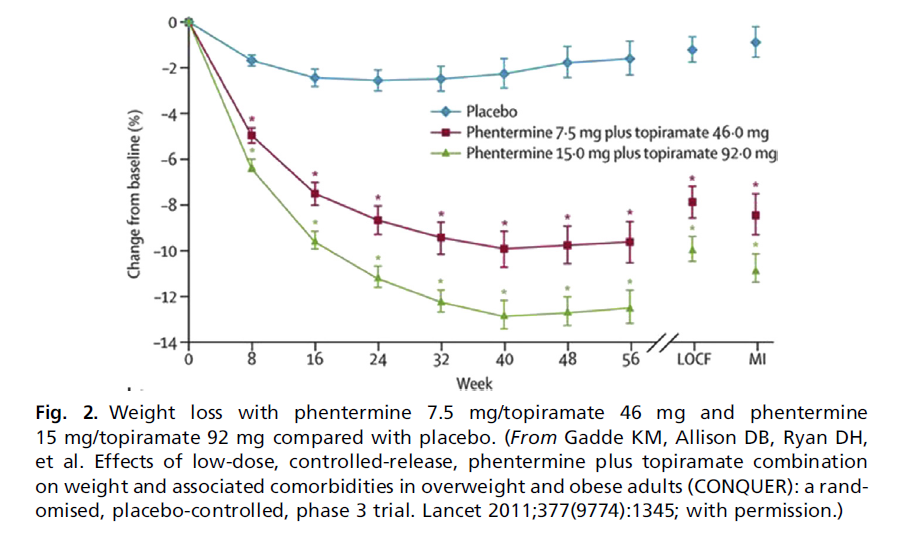 0
-2
-4
-6
-8
-10
-12
-14
Change from baseline (%)
Placebo
Phentermine 7·5 mg plus topiramate 46·0 mg
Phentermine 15·0 mg plus topiramate 92·0 mg
* * * * * * * * *
* * * * * * * * *
0 8 16 24 32 40 48 56 LOCF MI
Week
Fig. 2. Weight loss with phentermine 7.5 mg/topiramate 46 mg and phentermine
15 mg/topiramate 92 mg compared with placebo. (From Gadde KM, Allison DB, Ryan DH,
et al. Effects of low-dose, controlled-release, phentermine plus topiramate combination
on weight and associated comorbidities in overweight and obese adults (CONQUER): a rand-
omised, placebo-controlled, phase 3 trial. Lancet 2011;377(9774):1345; with permission.)